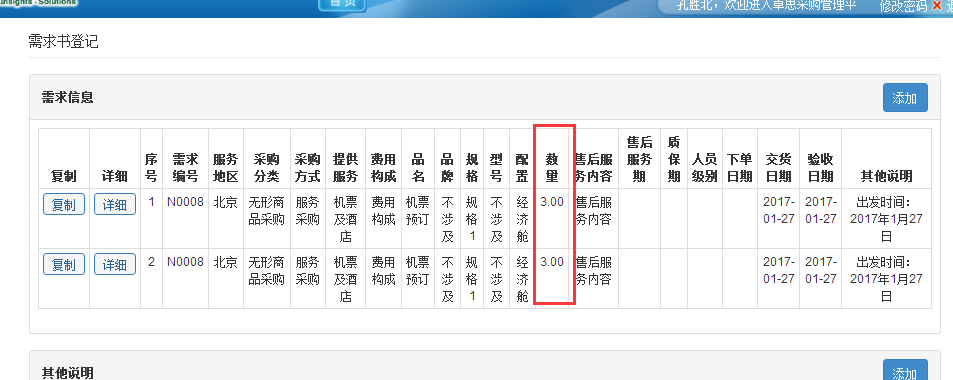 Insights · Solutions
首页
孔胜北，欢迎进入卓思采购管理平
修改密码
需求书登记
需求信息
添加
复制 详细 序号 需求编号 服务地区 采购分类 采购方式 提供服务 费用构成 品名 品牌 规格 型号 配置 数量 售后服务内容 售后服务期 质保期 人员级别 下单日期 交货日期 验收日期 其他说明
复制 详细 1 N0008 北京 无形商品采购 服务采购 机票及酒店 费用构成 机票预订 不涉及 规格1 不涉及 经济舱 3.00 售后服务内容 2017-01-27 2017-01-27 出发时间：2017年1月27日
复制 详细 2 N0008 北京 无形商品采购 服务采购 机票及酒店 费用构成 机票预订 不涉及 规格1 不涉及 经济舱 3.00 售后服务内容 2017-01-27 2017-01-27 出发时间：2017年1月27日
其他说明
添加